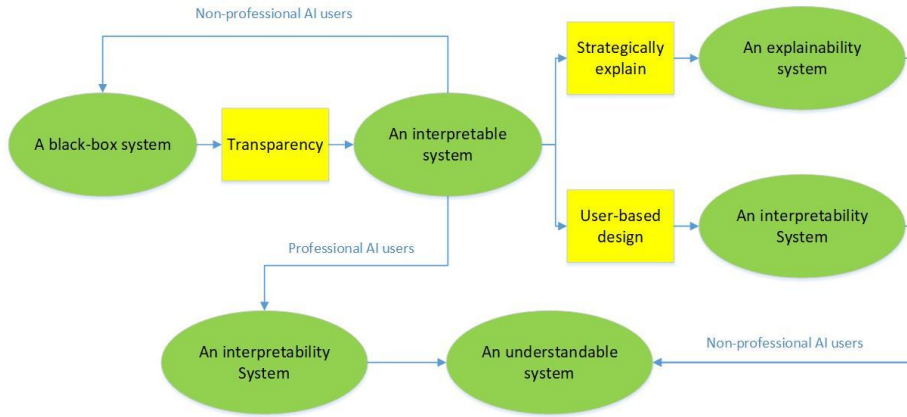 Non-professional AI users
Strategically
explain
An explainability
system
A black-box system
Transparency
An interpretable
system
User-based
design
An interpretability
System
Professional AI users
An interpretability
System
An understandable
system
Non-professional AI users